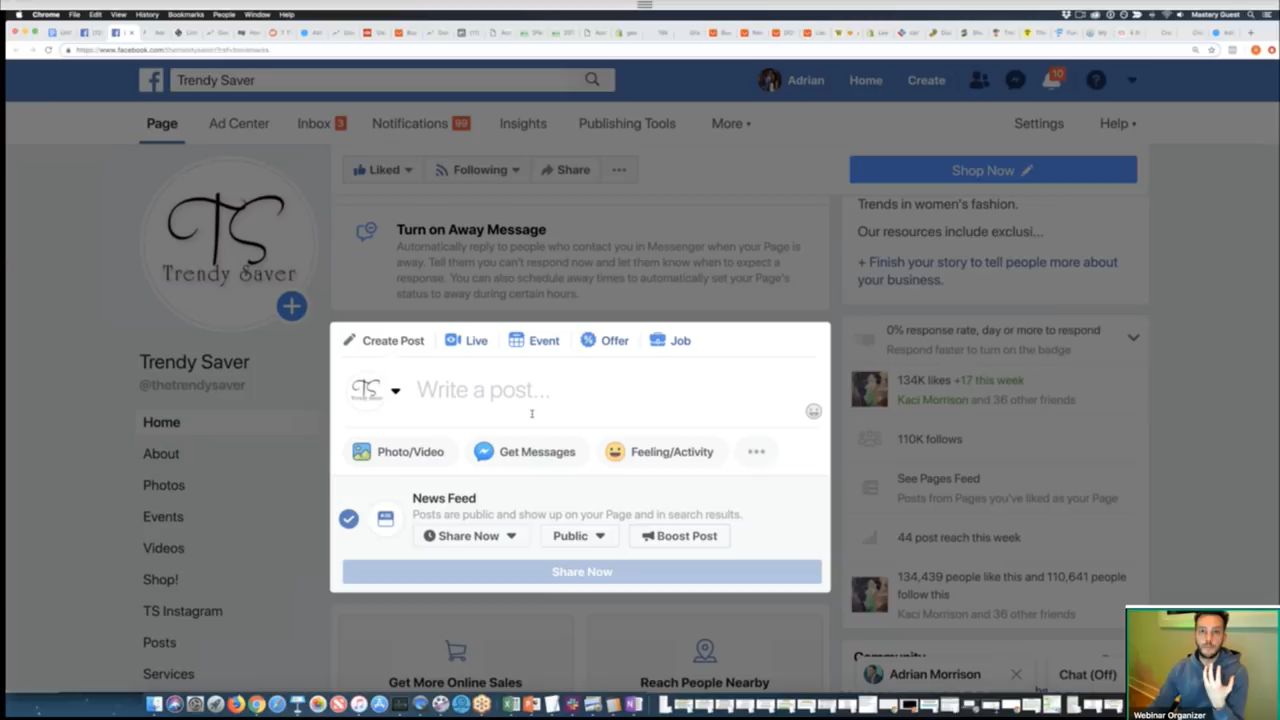 Chrome File Edit View History Bookmarks People Window Help
Mastery Guest
Trendy Saver
Adrian
Home
Create
10
Page
Ad Center
Inbox 3
Notifications 99
Insights
Publishing Tools
More
Settings
Help
Liked
Following
Share
Shop Now
TS
Trendy Saver
Turn on Away Message
Automatically reply to people who contact you in Messenger when your Page is
away. Tell them you can't respond now and let them know when to expect a
response. You can also schedule away times to automatically set your Page's
status to away during certain hours.
Trends in women's fashion.
Our resources include exclusi...
+ Finish your story to tell people more about
your business.
Trendy Saver
@thetrendysaver
Home
About
Photos
Events
Videos
Shop!
TS Instagram
Posts
Services
Create Post
Live
Event
Offer
Job
Write a post...
Photo/Video
Get Messages
Feeling/Activity
News Feed
Posts are public and show up on your Page and in search results.
Share Now
Public
Boost Post
Share Now
Get More Online Sales
Reach People Nearby
0% response rate, day or more to respond
Respond faster to turn on the badge
134K likes +17 this week
Kaci Morrison and 36 other friends
110K follows
See Pages Feed
Posts from Pages you've liked as your Page
44 post reach this week
134,439 people like this and 110,641 people
follow this
Kaci Morrison and 36 other friends
Community
Adrian Morrison
Chat (Off)
Webinar Organizer